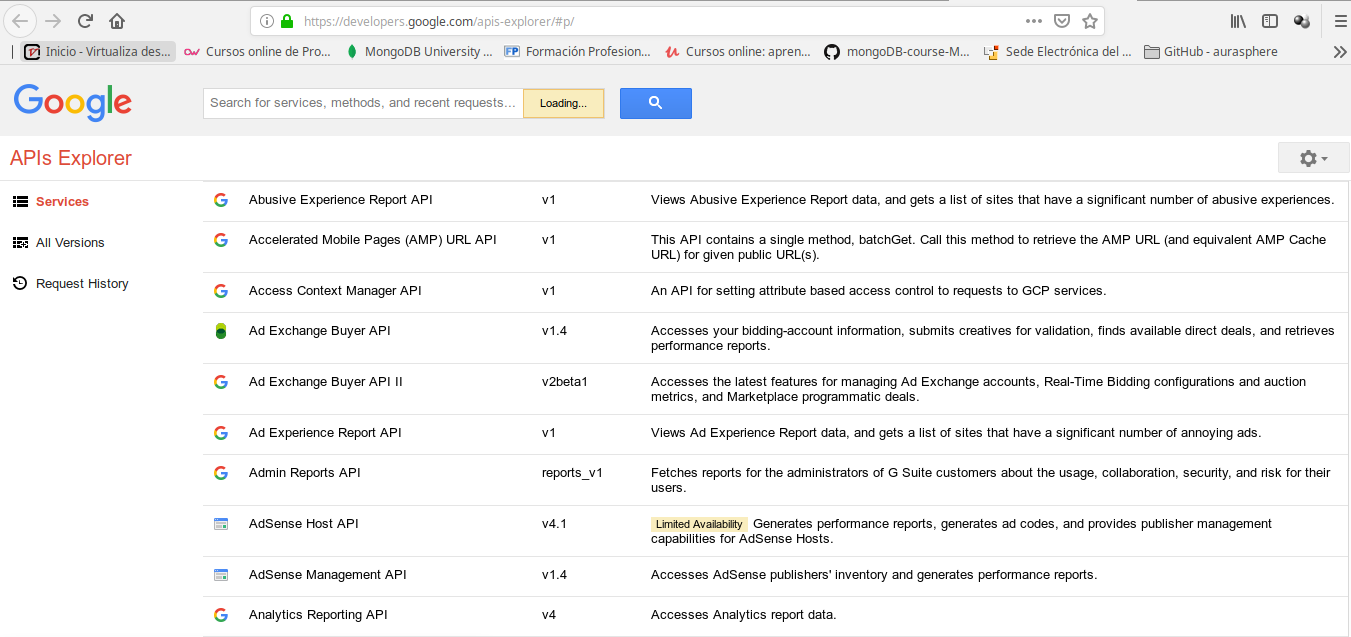 https://developers.google.com/apis-explorer/#p/
Inicio - Virtualiza des...
Cursos online de Pro...
MongoDB University ...
Formación Profesion...
Cursos online: apren...
mongoDB-course-M...
Sede Electrónica del ...
GitHub - aurasphere
Google
Search for services, methods, and recent requests...
Loading...
APIs Explorer
Services
All Versions
Request History
Abusive Experience Report API v1 Views Abusive Experience Report data, and gets a list of sites that have a significant number of abusive experiences.
Accelerated Mobile Pages (AMP) URL API v1 This API contains a single method, batchGet. Call this method to retrieve the AMP URL (and equivalent AMP Cache
URL) for given public URL(s).
Access Context Manager API v1 An API for setting attribute based access control to requests to GCP services.
Ad Exchange Buyer API v1.4 Accesses your bidding-account information, submits creatives for validation, finds available direct deals, and retrieves
performance reports.
Ad Exchange Buyer API II v2beta1 Accesses the latest features for managing Ad Exchange accounts, Real-Time Bidding configurations and auction
metrics, and Marketplace programmatic deals.
Ad Experience Report API v1 Views Ad Experience Report data, and gets a list of sites that have a significant number of annoying ads.
Admin Reports API reports_v1 Fetches reports for the administrators of G Suite customers about the usage, collaboration, security, and risk for their
users.
AdSense Host API v4.1 Limited Availability Generates performance reports, generates ad codes, and provides publisher management
capabilities for AdSense Hosts.
AdSense Management API v1.4 Accesses AdSense publishers' inventory and generates performance reports.
Analytics Reporting API v4 Accesses Analytics report data.